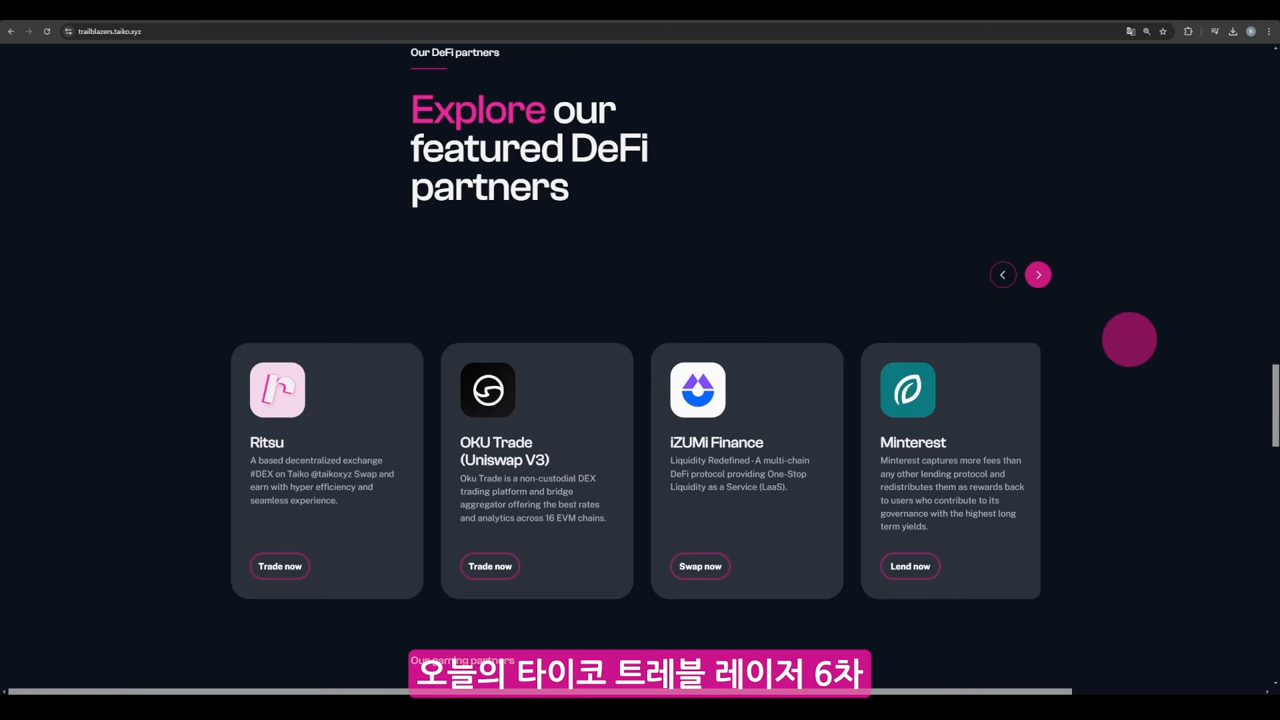 trailblazers.taiko.xyz
Our DeFi partners
Explore our
featured DeFi
partners
Ritsu
A based decentralized exchange
#DEX on Taiko @taikoxyz Swap and
earn with hyper efficiency and
seamless experience.
Trade now
OKU Trade
(Uniswap V3)
Oku Trade is a non-custodial DEX
trading platform and bridge
aggregator offering the best rates
and analytics across 16 EVM chains.
Trade now
iZUMi Finance
Liquidity Redefined - A multi-chain
DeFi protocol providing One-Stop
Liquidity as a Service (LaaS).
Swap now
Minterest
Minterest captures more fees than
any other lending protocol and
redistributes them as rewards back
to users who contribute to its
governance with the highest long
term yields.
Lend now
Our gaming partners
오늘의 타이코 트레블 레이저 6차